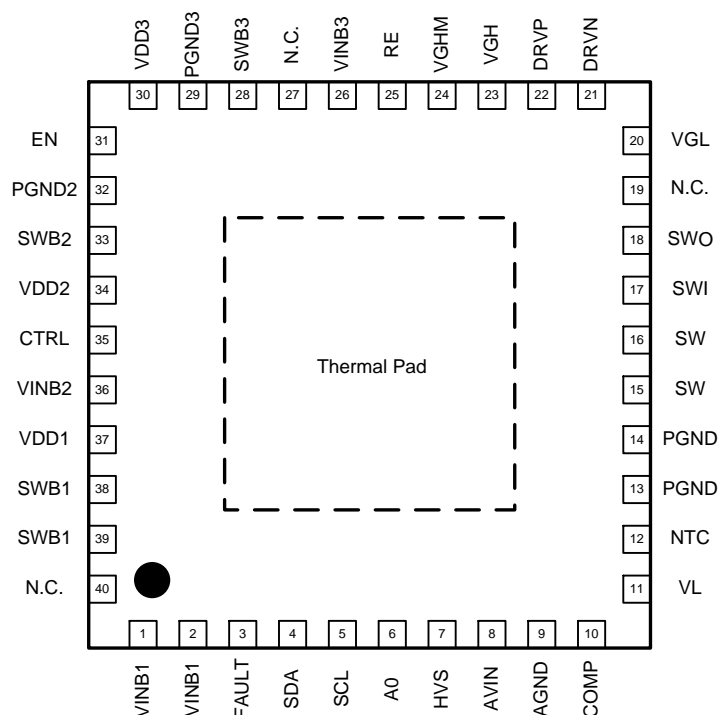 VDD3
PGND3
SWB3
N.C.
VINB3
RE
VGHM
VGH
DRVP
DRVN
30 29 28 27 26 25 24 23 22 21
EN 31 20 VGL
PGND2 32 19 N.C.
SWB2 33 18 SWO
VDD2 34 17 SWI
CTRL 35 16 SW
Thermal Pad
VINB2 36 15 SW
VDD1 37 14 PGND
SWB1 38 13 PGND
SWB1 39 12 NTC
N.C. 40 11 VL
1 2 3 4 5 6 7 8 9 10
VINB1
VINB1
FAULT
SDA
SCL
A0
HVS
AVIN
AGND
COMP